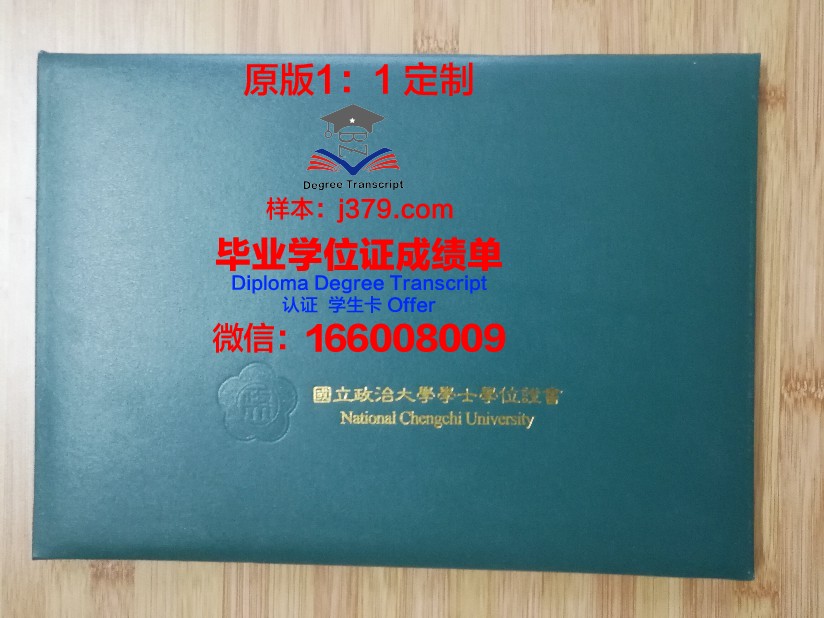 原版1：1 定制
Degree Transcript
样本：j379.com
毕业学位证成绩单
Diploma Degree Transcript
认证 学生卡 Offer
微信：166008009
國立政治大學學士學位證書
National Chengchi University